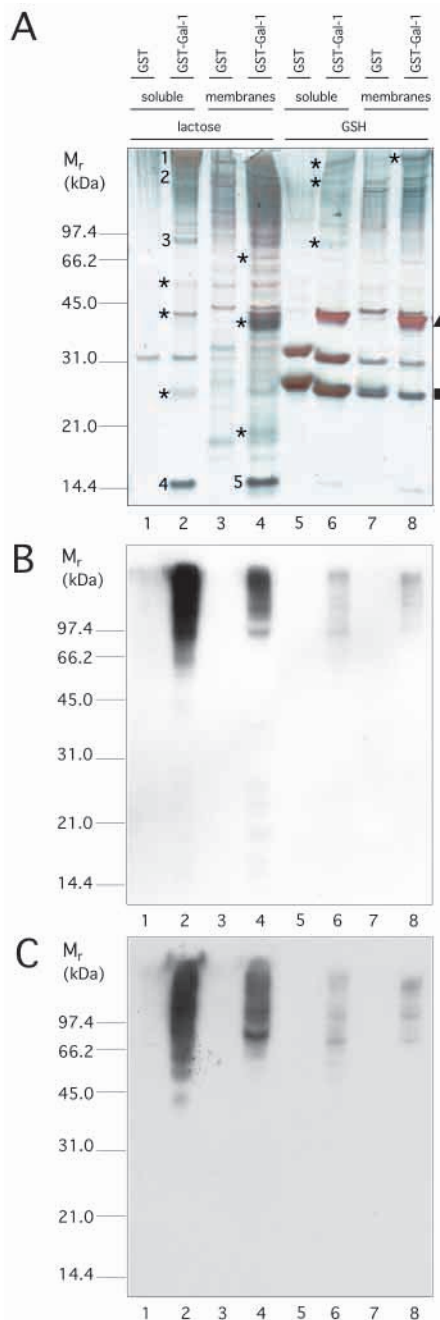 A
GST GST-Gal-1 GST GST-Gal-1 GST GST-Gal-1 GST GST-Gal-1
soluble membranes soluble membranes
lactose GSH
Mr
(kDa)
1
*
*
2
*
3
*
97.4
*
66.2
*
45.0
*
*
31.0
*
21.0
*
14.4
4
5
1 2 3 4 5 6 7 8
B
Mr
(kDa)
97.4
66.2
45.0
31.0
21.0
14.4
1 2 3 4 5 6 7 8
C
Mr
(kDa)
97.4
66.2
45.0
31.0
21.0
14.4
1 2 3 4 5 6 7 8